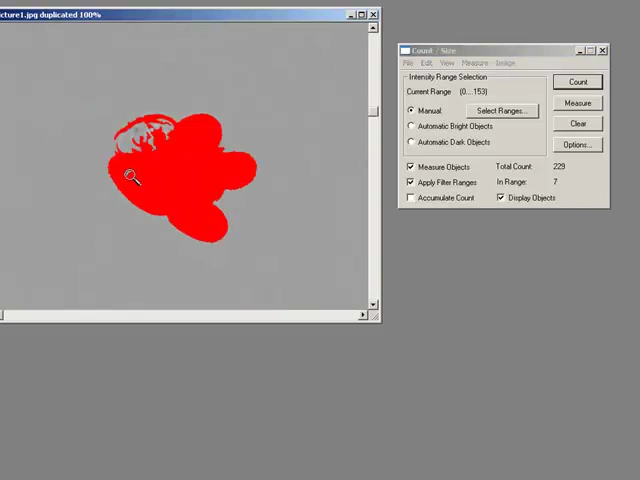 icture1.jpg duplicated 100%
Count / Size
File Edit View Measure Image
Intensity Range Selection
Current Range (0....153)
Manual: Select Ranges...
Automatic Bright Objects
Automatic Dark Objects
Count
Measure
Clear
Options...
Measure Objects Total Count: 229
Apply Filter Ranges In Range: 7
Accumulate Count Display Objects